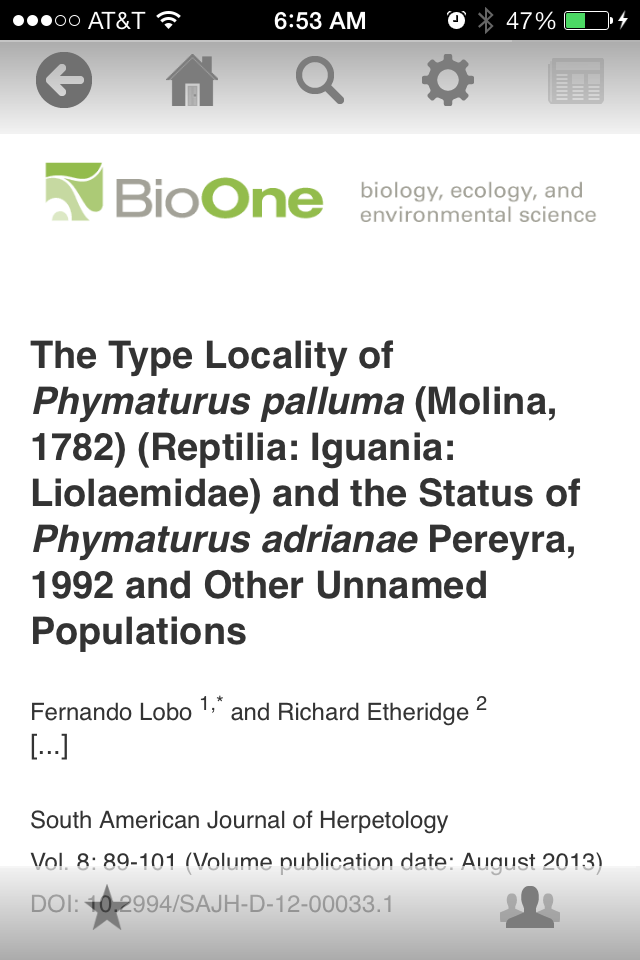 AT&T 6:53 AM 47%
BioOne
biology, ecology, and
environmental science
The Type Locality of
Phymaturus palluma (Molina,
1782) (Reptilia: Iguania:
Liolaemidae) and the Status of
Phymaturus adrianae Pereyra,
1992 and Other Unnamed
Populations
Fernando Lobo 1,* and Richard Etheridge 2
[...]
South American Journal of Herpetology
Vol. 8: 89-101 (Volume publication date: August 2013)
DOI: 10.2994/SAJH-D-12-00033.1